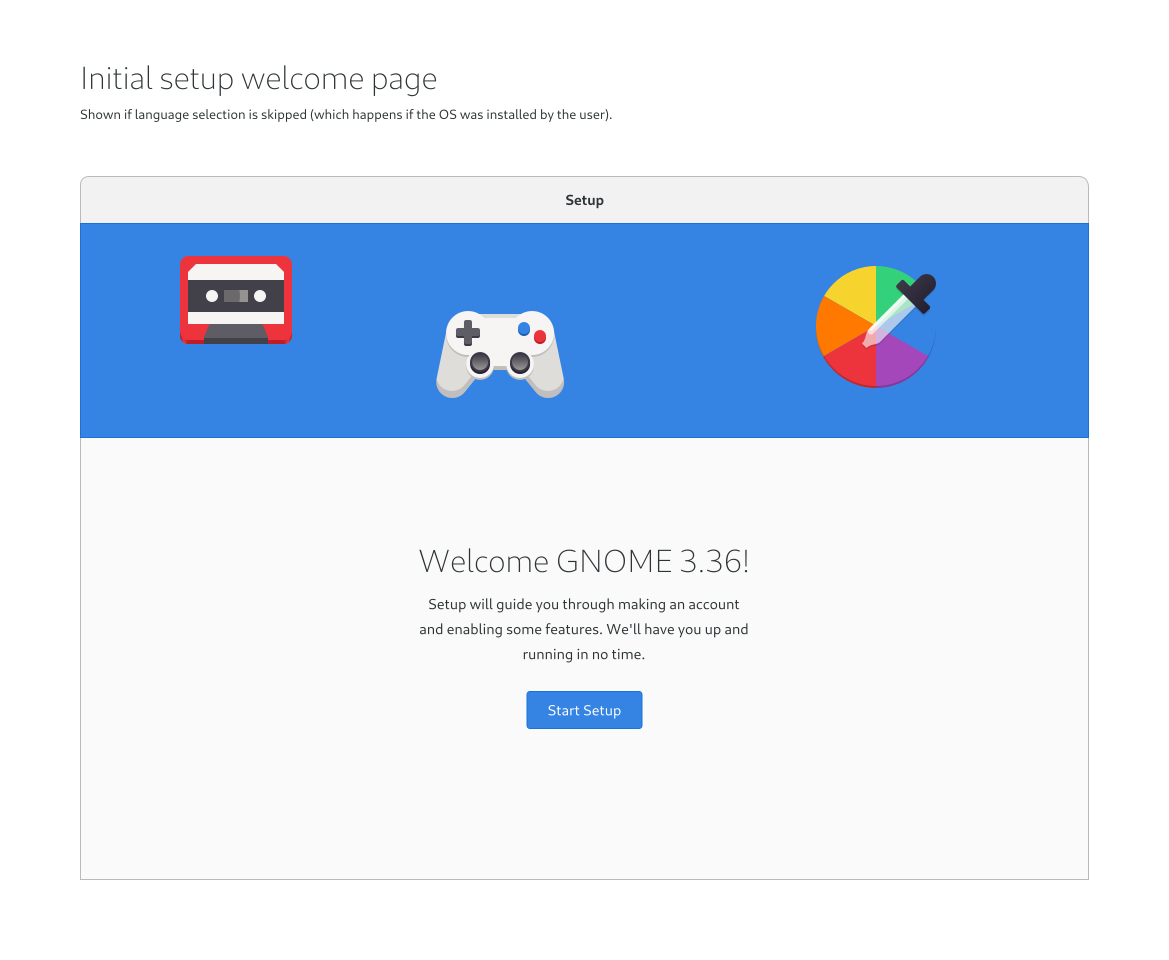 Initial setup welcome page
Shown if language selection is skipped (which happens if the OS was installed by the user).
Setup
Welcome GNOME 3.36!
Setup will guide you through making an account
and enabling some features. We'll have you up and
running in no time.
Start Setup